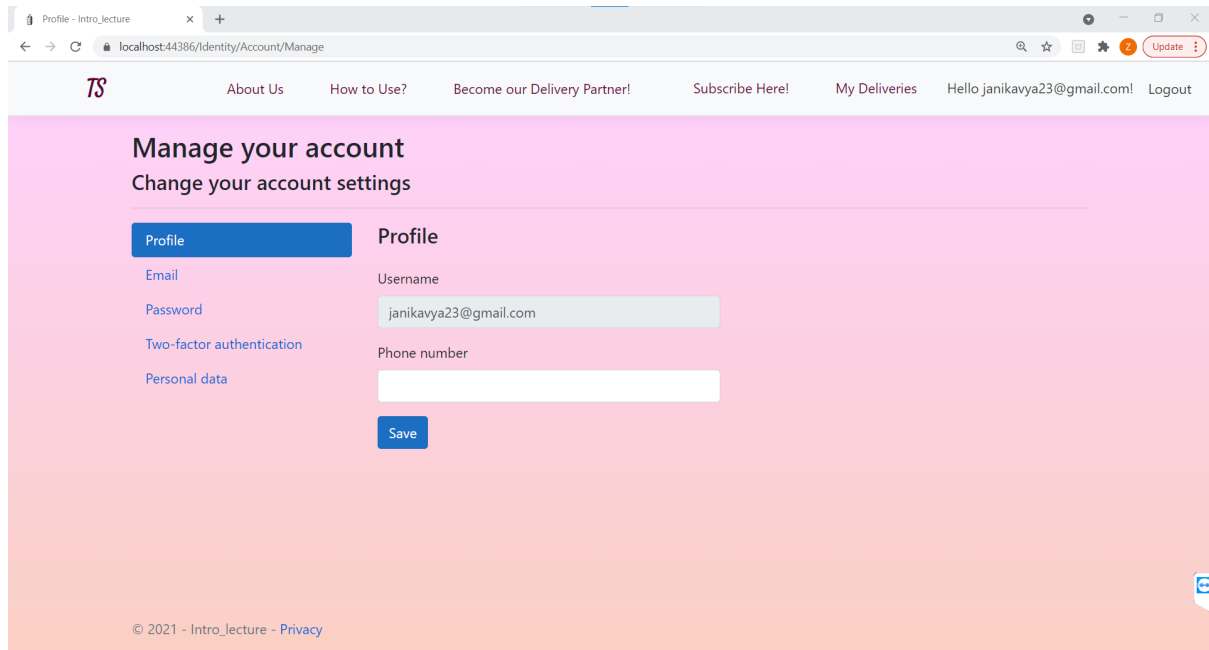 Profile - Intro_lecture
localhost:44386/Identity/Account/Manage
Z
Update
TS
About Us
How to Use?
Become our Delivery Partner!
Subscribe Here!
My Deliveries
Hello janikavya23@gmail.com!
Logout
Manage your account
Change your account settings
Profile
Email
Password
Two-factor authentication
Personal data
Profile
Username
janikavya23@gmail.com
Phone number
Save
© 2021 - Intro_lecture - Privacy